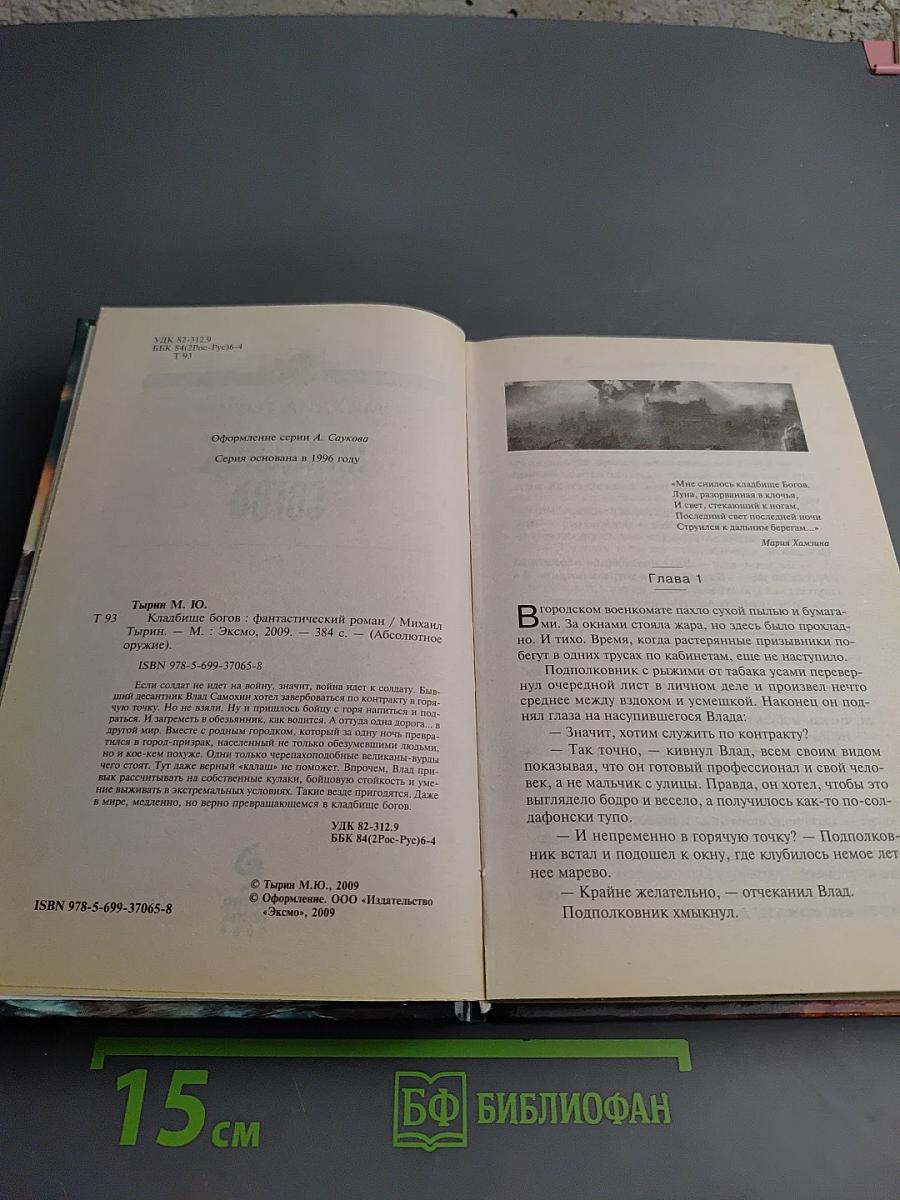 УДК 82-312.9
ББК 84(2Рос-Рус)6-4
Т 93
Оформление серии А. Саукова
Серия основана в 1996 году
Тырин М. Ю.
Т 93 Кладбище богов : фантастический роман / Михаил
Тырин. — М. : Эксмо, 2009. — 384 с. — (Абсолютное
оружие).
ISBN 978-5-699-37065-8
Если солдат не идет на войну, значит, война идет к солдату. Быв-
ший десантник Влад Самохин хотел завербоваться по контракту в горя-
чую точку. Но не взяли. Ну и пришлось бойцу с горя напиться и под-
раться. И загреметь в обезьянник, как водится. А оттуда одна дорога... в
другой мир. Вместе с родным городком, который за одну ночь превра-
тился в город-призрак, населенный не только обезумевшими людьми,
но и кое-кем похуже. Одни только черепахоподобные великаны-вурды
чего стоят. Тут даже верный «калаш» не поможет. Впрочем, Влад при-
вык рассчитывать на собственные кулаки, бойцовую стойкость и уме-
ние выживать в экстремальных условиях. Такие везде пригодятся. Даже
в мире, медленно, но верно превращающемся в кладбище богов.
УДК 82-312.9
ББК 84(2Рос-Рус)6-4
© Тырин М.Ю., 2009
© Оформление. ООО «Издательство
«Эксмо», 2009
ISBN 978-5-699-37065-8
«Мне снилось кладбище Богов.
Луна, разорванная в клочья,
И свет, стекающий к ногам,
Последний свет последней ночи
Струился к дальним берегам...»
Мария Хамзина
Глава 1
В городском военкомате пахло сухой пылью и бумага-
ми. За окнами стояла жара, но здесь было прохлад-
но. И тихо. Время, когда растерянные призывники по-
бегут в одних трусах по кабинетам, еще не наступило.
Подполковник с рыжими от табака усами перевер-
нул очередной лист в личном деле и произвел нечто
среднее между вздохом и усмешкой. Наконец он под-
нял глаза на насупившегося Влада:
— Значит, хотим служить по контракту?
— Так точно, — кивнул Влад, всем своим видом
показывая, что он готовый профессионал и свой чело-
век, а не мальчик с улицы. Правда, он хотел, чтобы это
выглядело бодро и весело, а получилось как-то по-сол-
дафонски тупо.
— И непременно в горячую точку? — Подполков-
ник встал и подошел к окну, где клубилось немое лет-
нее марево.
— Крайне желательно, — отчеканил Влад.
Подполковник хмыкнул.
15 см
БФ БИБЛИОФАН